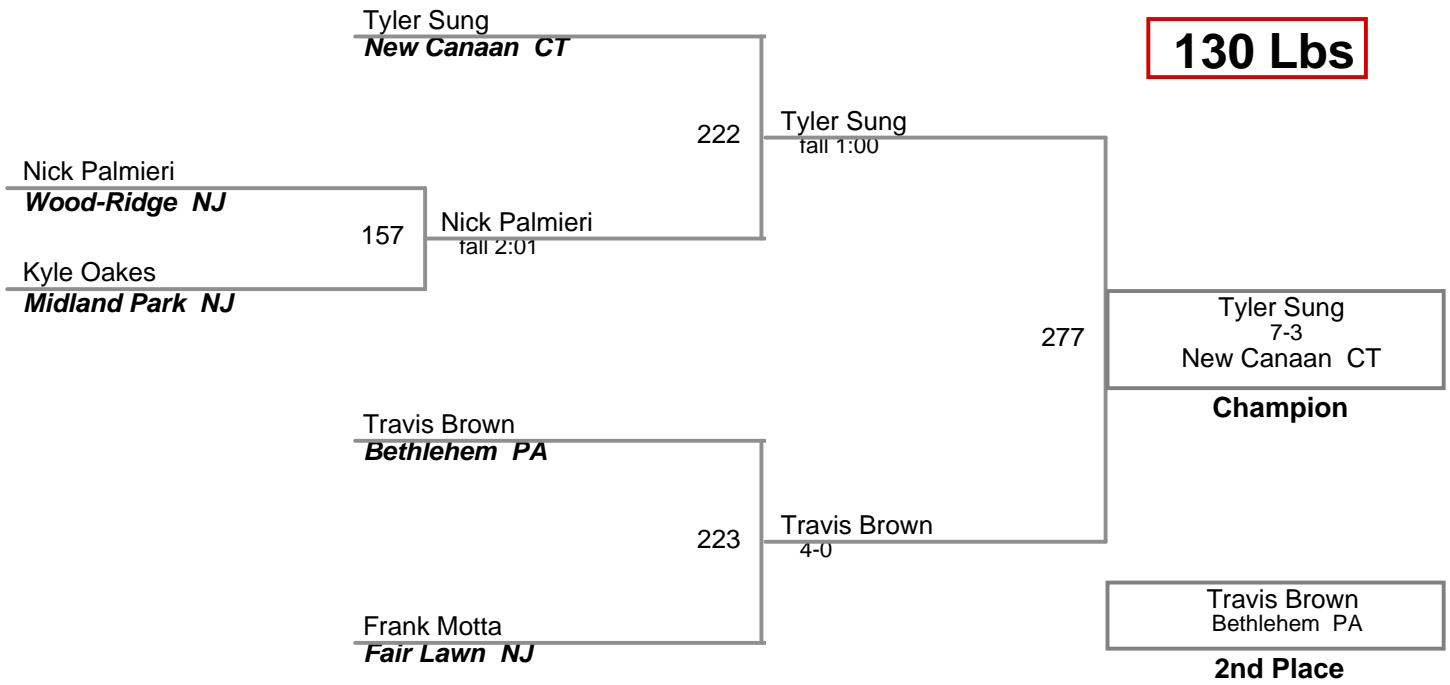 Tyler Sung
New Canaan CT
130 Lbs
222
Tyler Sung
fall 1:00
Nick Palmieri
Wood-Ridge NJ
157
Nick Palmieri
fall 2:01
Kyle Oakes
Midland Park NJ
277
Tyler Sung
7-3
New Canaan CT
Champion
Travis Brown
Bethlehem PA
223
Travis Brown
4-0
Frank Motta
Fair Lawn NJ
Travis Brown
Bethlehem PA
2nd Place